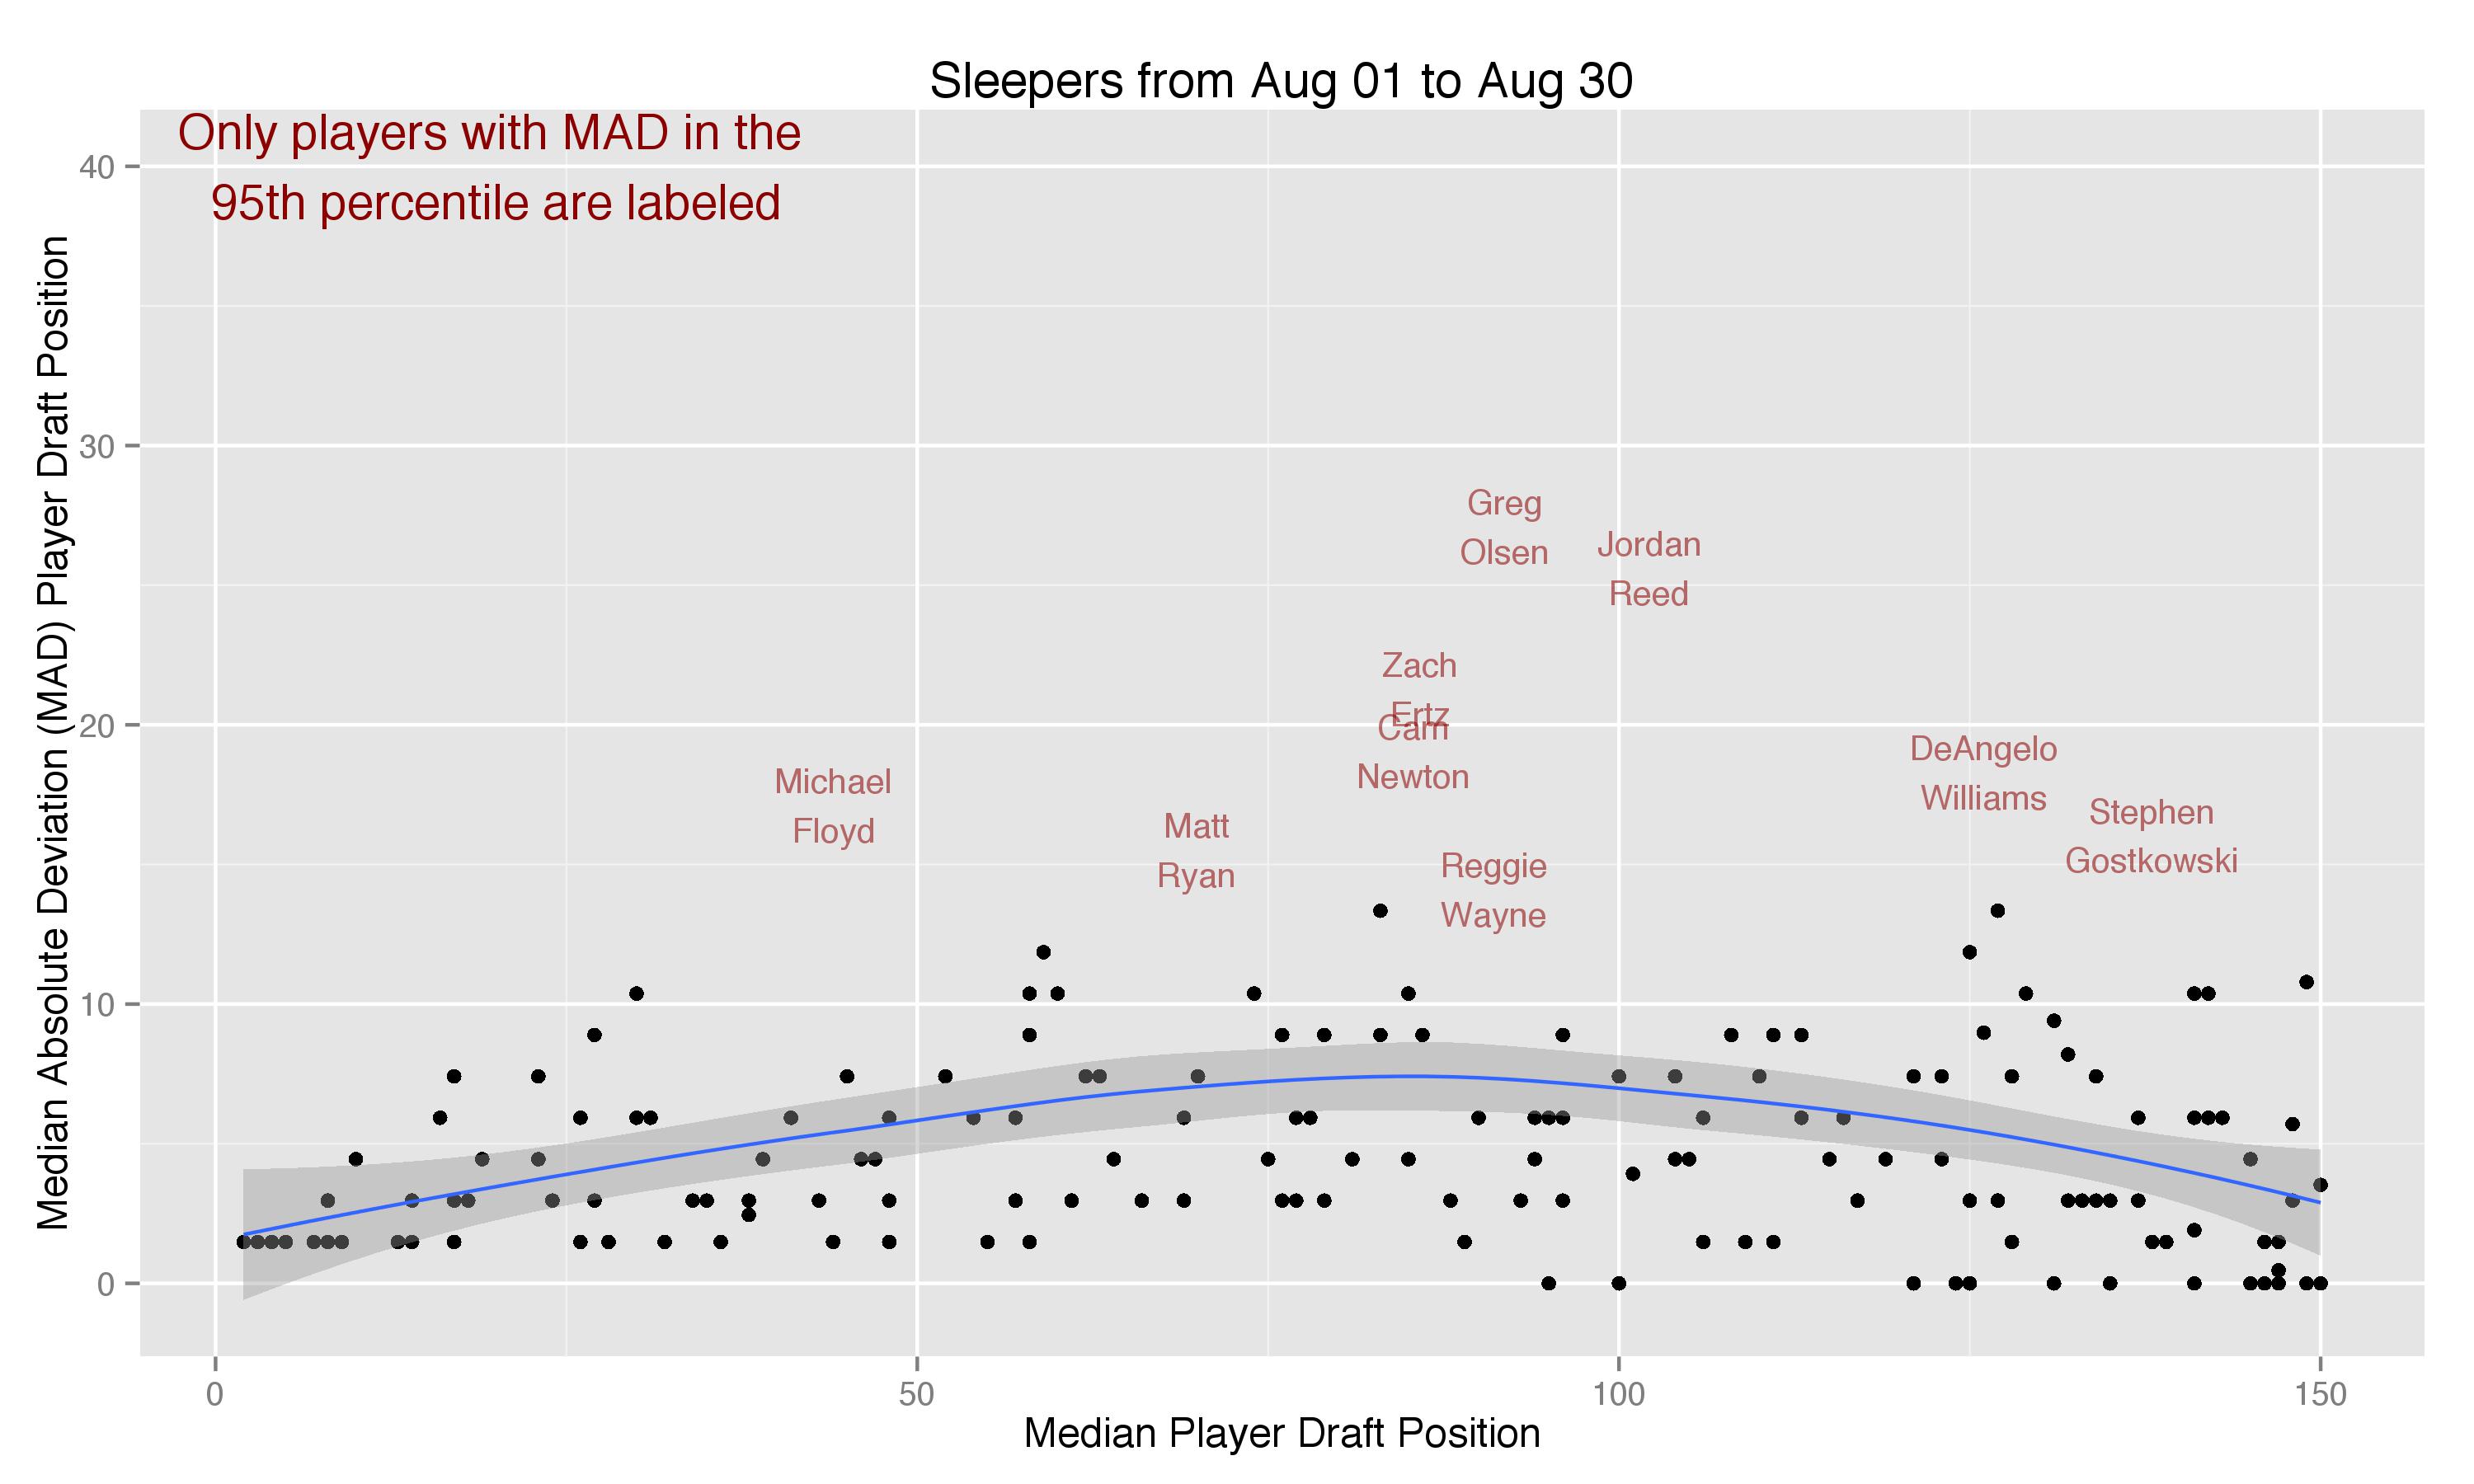 Sleepers from Aug 01 to Aug 30
Only players with MAD in the
95th percentile are labeled
Median Absolute Deviation (MAD) Player Draft Position
40
30
20
10
0
Greg
Olsen
Jordan
Reed
Zach
Ertz
Cam
Newton
DeAngelo
Williams
Michael
Floyd
Stephen
Gostkowski
Matt
Ryan
Reggie
Wayne
0
50
100
150
Median Player Draft Position